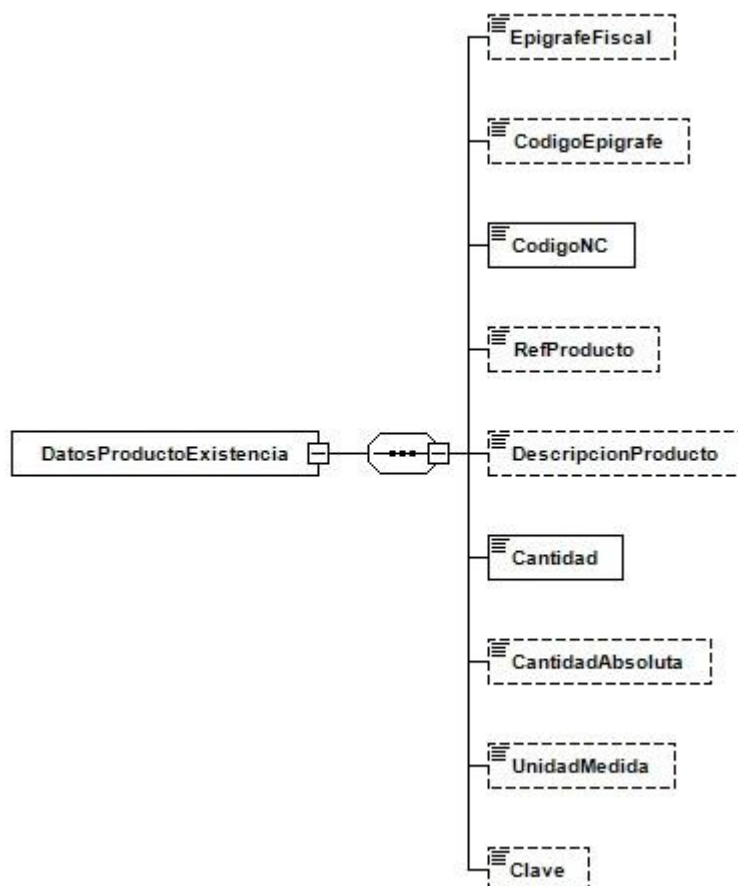 EpigrafeFiscal
CodigoEpigrafe
CodigoNC
RefProducto
DatosProductoExistencia
DescripcionProducto
Cantidad
CantidadAbsoluta
UnidadMedida
Clave